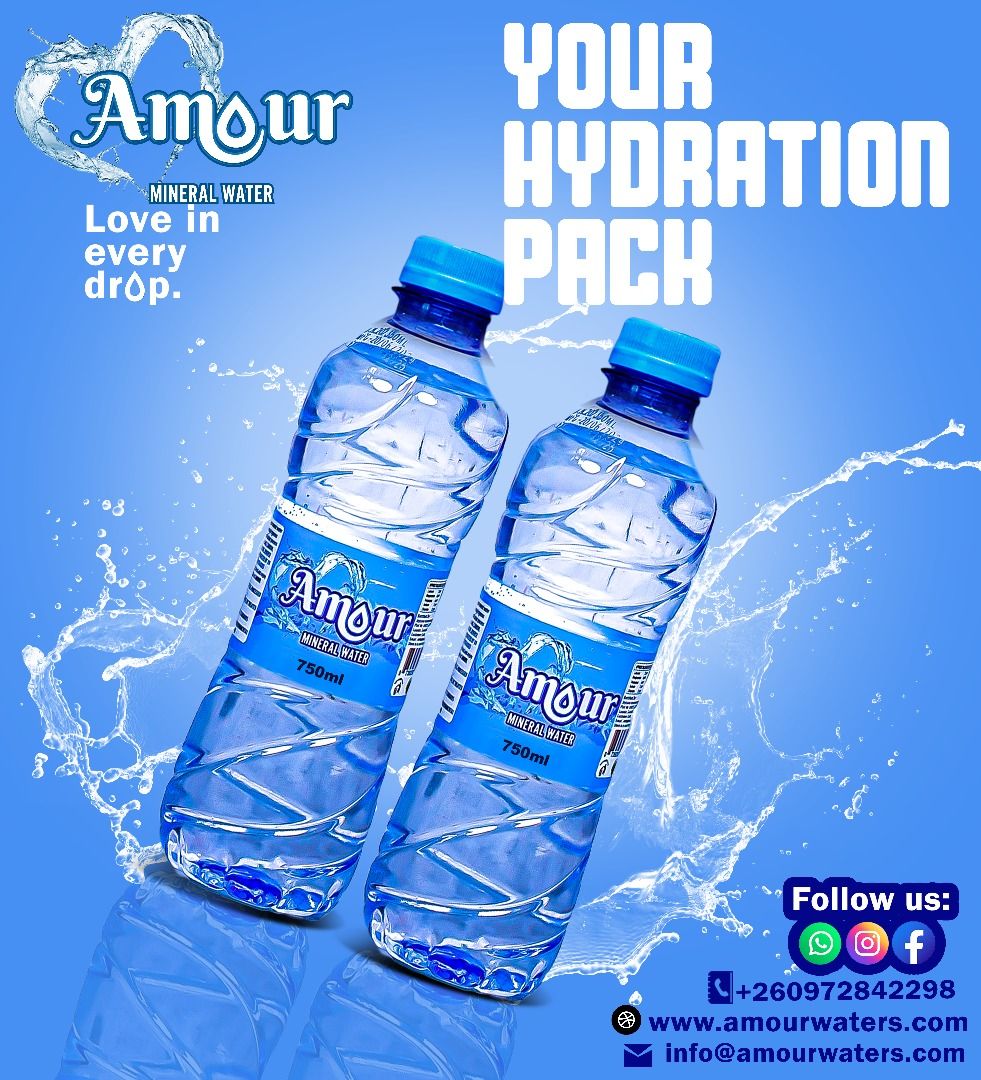 Amour
MINERAL WATER
Love in
every
drop.
YOUR
HYDRATION
PACK
Amour
MINERAL WATER
750ml
Amour
MINERAL WATER
750ml
Follow us:
+260972842298
www.amourwaters.com
info@amourwaters.com